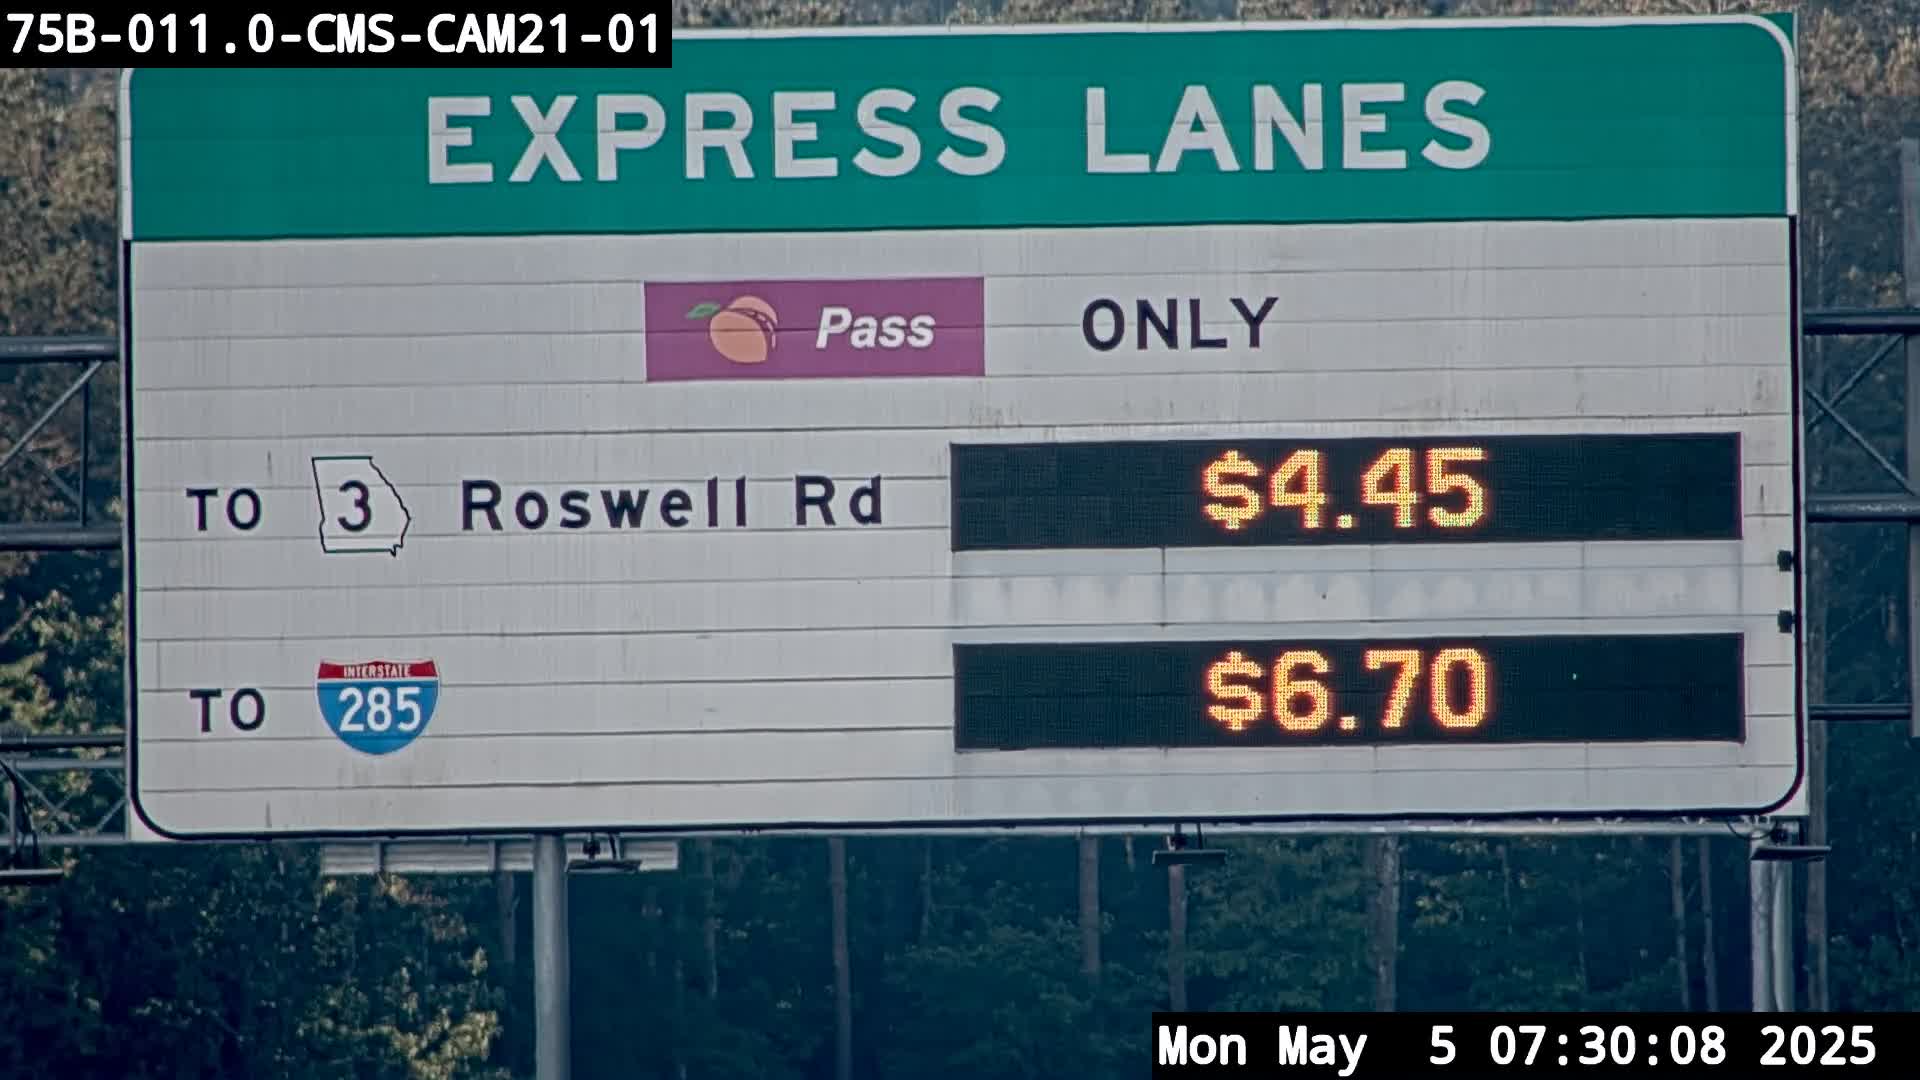 75B-011.0-CMS-CAM21-01
EXPRESS LANES
Pass ONLY
TO 3 Roswell Rd $4.45
INTERSTATE
TO 285 $6.70
Mon May 5 07:30:08 2025